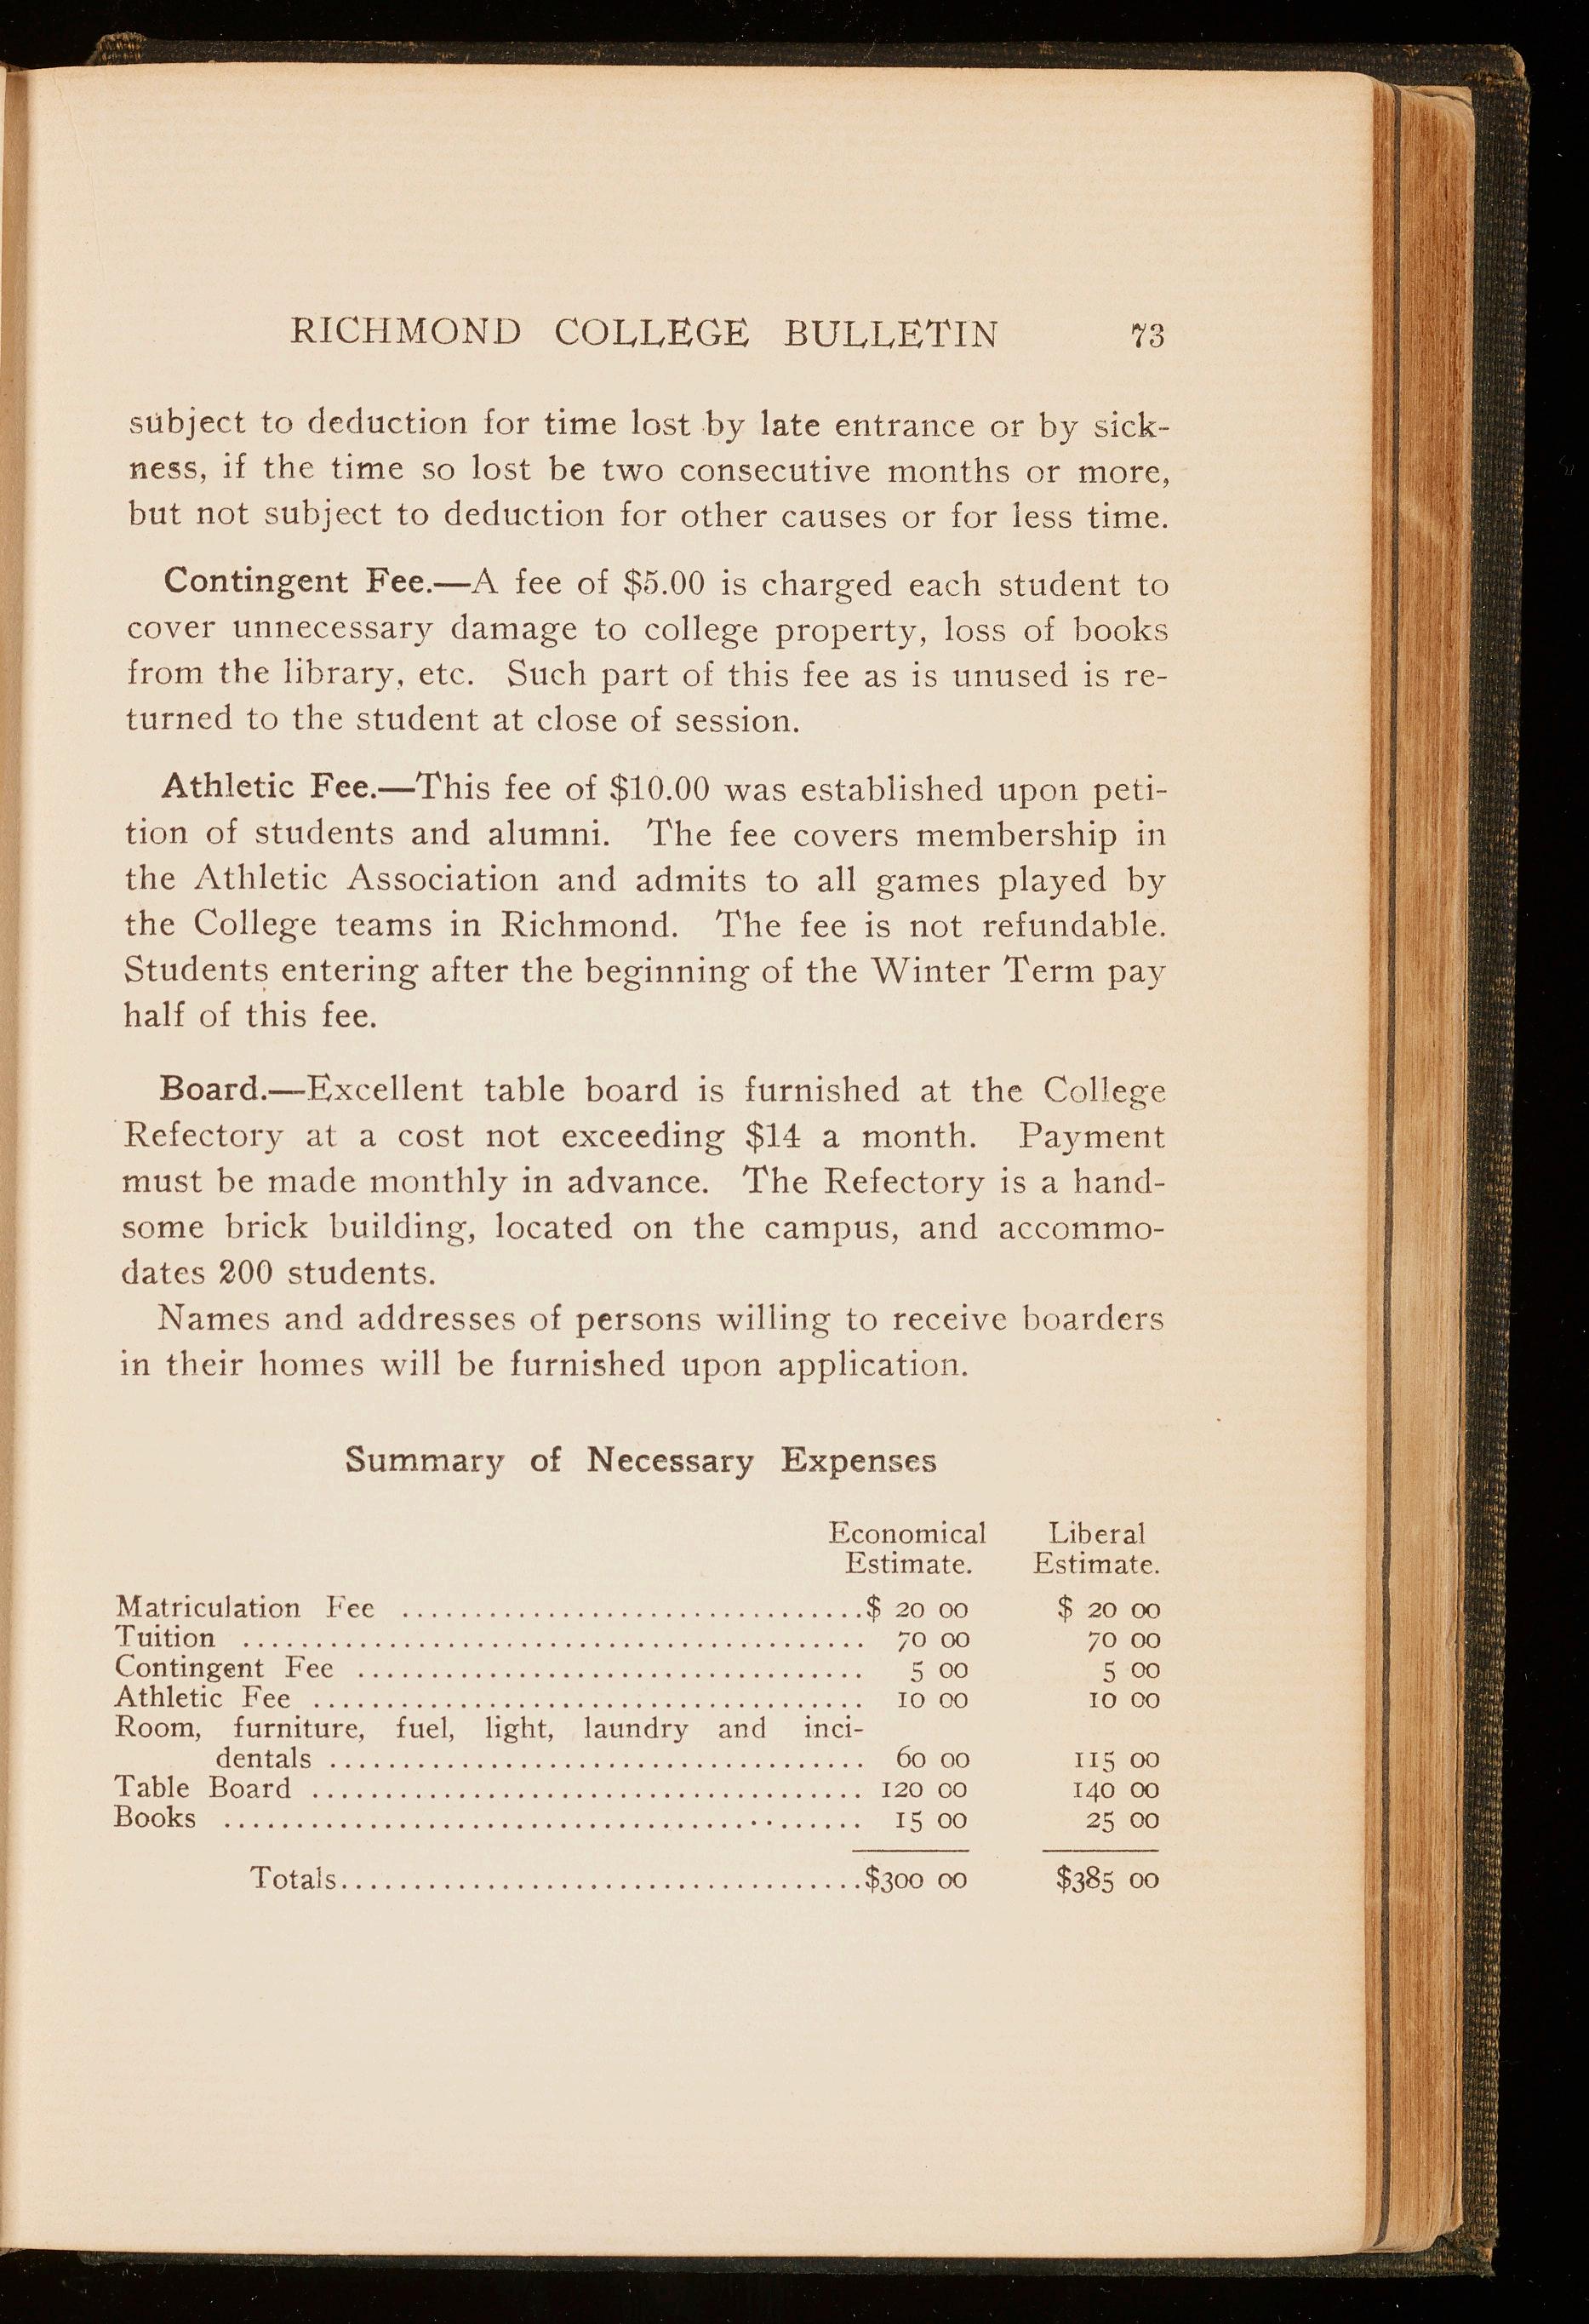 RICHMOND COLLEGE BULLETIN 73
subject to deduction for time lost by late entrance or by sick-
ness, if the time so lost be two consecutive months or more,
but not subject to deduction for other causes or for less time.
Contingent Fee.—A fee of $5.00 is charged each student to
cover unnecessary damage to college property, loss of books
from the library, etc. Such part of this fee as is unused is re-
turned to the student at close of session.
Athletic Fee.—This fee of $10.00 was established upon peti-
tion of students and alumni. The fee covers membership in
the Athletic Association and admits to all games played by
the College teams in Richmond. The fee is not refundable.
Students entering after the beginning of the Winter Term pay
half of this fee.
Board.—Excellent table board is furnished at the College
Refectory at a cost not exceeding $14 a month. Payment
must be made monthly in advance. The Refectory is a hand-
some brick building, located on the campus, and accommo-
dates 200 students.
Names and addresses of persons willing to receive boarders
in their homes will be furnished upon application.
Summary of Necessary Expenses
Economical Liberal
Estimate. Estimate.
Matriculation Fee ................................$ 20 00 $ 20 00
Tuition ........................................... 70 00 70 00
Contingent Fee ................................... 5 00 5 00
Athletic Fee ...................................... 10 00 10 00
Room, furniture, fuel, light, laundry and inci-
dentals ..................................... 60 00 115 00
Table Board ...................................... 120 00 140 00
Books ............................................ 15 00 25 00
Totals....................................$300 00 $385 00